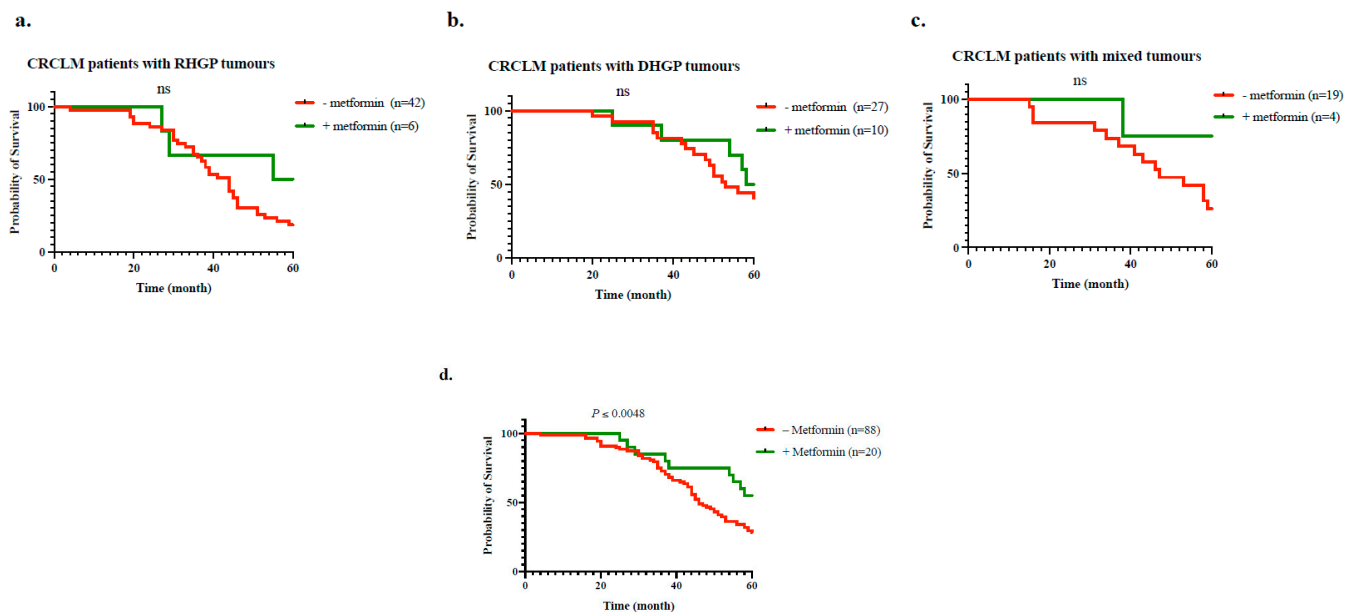 a.
CRCLM patients with RHGP tumours
ns
100
50
0
0 20 40 60
Probability of Survival
Time (month)
- metformin (n=42)
+ metformin (n=6)
b.
CRCLM patients with DHGP tumours
ns
100
50
0
0 20 40 60
Probability of Survival
Time (month)
- metformin (n=27)
+ metformin (n=10)
c.
CRCLM patients with mixed tumours
ns
100
50
0
0 20 40 60
Probability of Survival
Time (month)
- metformin (n=19)
+ metformin (n=4)
d.
P ≤ 0.0048
100
50
0
0 20 40 60
Probability of Survival
Time (month)
– Metformin (n=88)
+ Metformin (n=20)